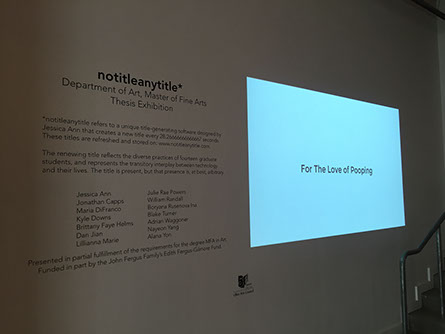 notitleanytitle*
Department of Art, Master of Fine Arts
Thesis Exhibition
*notitleanytitle refers to a unique title-generating software designed by
Jessica Ann that creates a new title every 28.26666666666667 seconds.
These titles are refreshed and stored on: www.notitleanytitle.com
The renewing title reflects the diverse practices of fourteen graduate
students, and represents the transitory interplay between technology
and their lives. The title is present, but that presence is, at best,
Jessica Ann
Jonathan Capps
Maria DiFranco
Kyle Downs
Brittany Faye Helms
Dan Jian
Lillianna Marie
Julie Rae Powers
William Randall
Boryana Rusenova Ina
Blake Turner
Adrian Waggoner
Nayeon Yang
Alana Yon
Presented in partial fulfillment of the requirements for the degree MFA in Art.
Funded in part by the John Fergus Family's Edith Fergus Gilmore Fund.
For The Love of Pooping